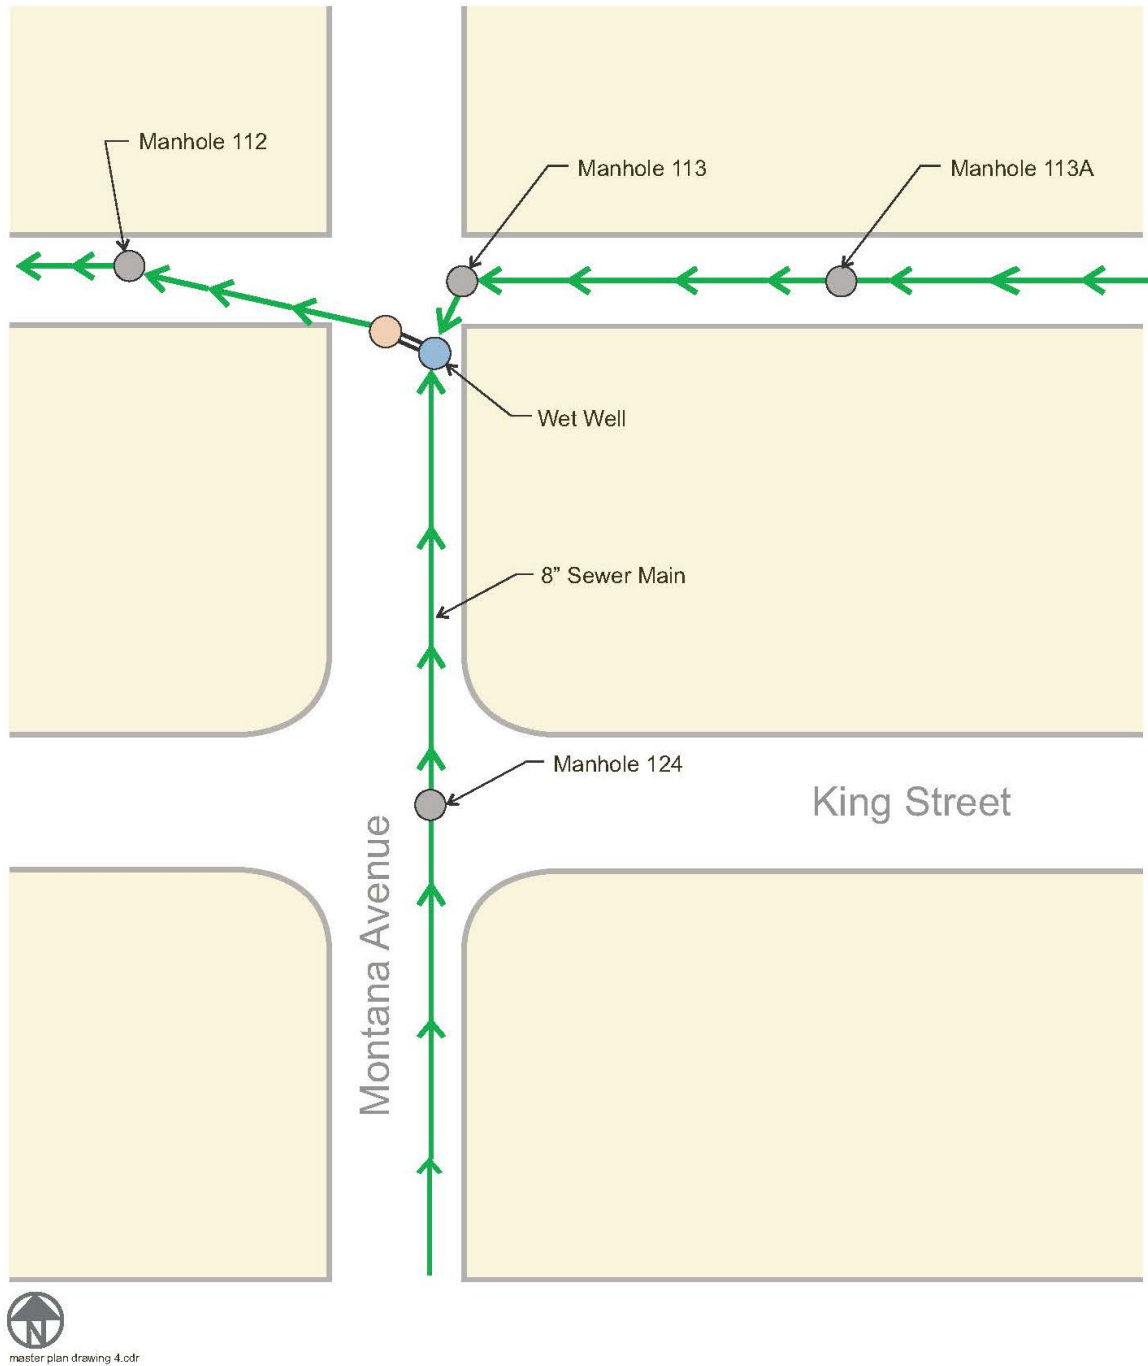 Manhole 112
Manhole 113
Manhole 113A
Wet Well
8” Sewer Main
Manhole 124
King Street
Montana Avenue
N
master plan drawing 4.cdr